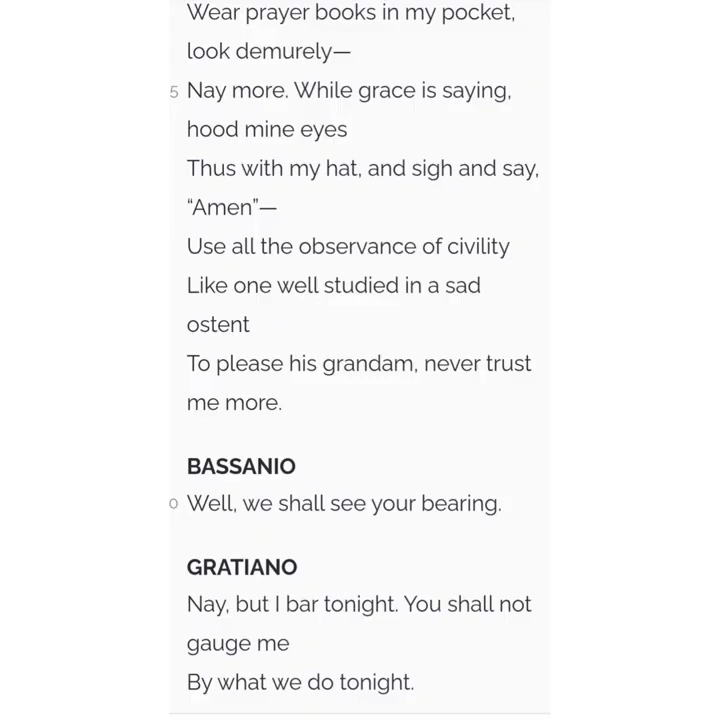 Wear prayer books in my pocket,
look demurely—
5 Nay more. While grace is saying,
hood mine eyes
Thus with my hat, and sigh and say,
“Amen”—
Use all the observance of civility
Like one well studied in a sad
ostent
To please his grandam, never trust
me more.
BASSANIO
0 Well, we shall see your bearing.
GRATIANO
Nay, but I bar tonight. You shall not
gauge me
By what we do tonight.